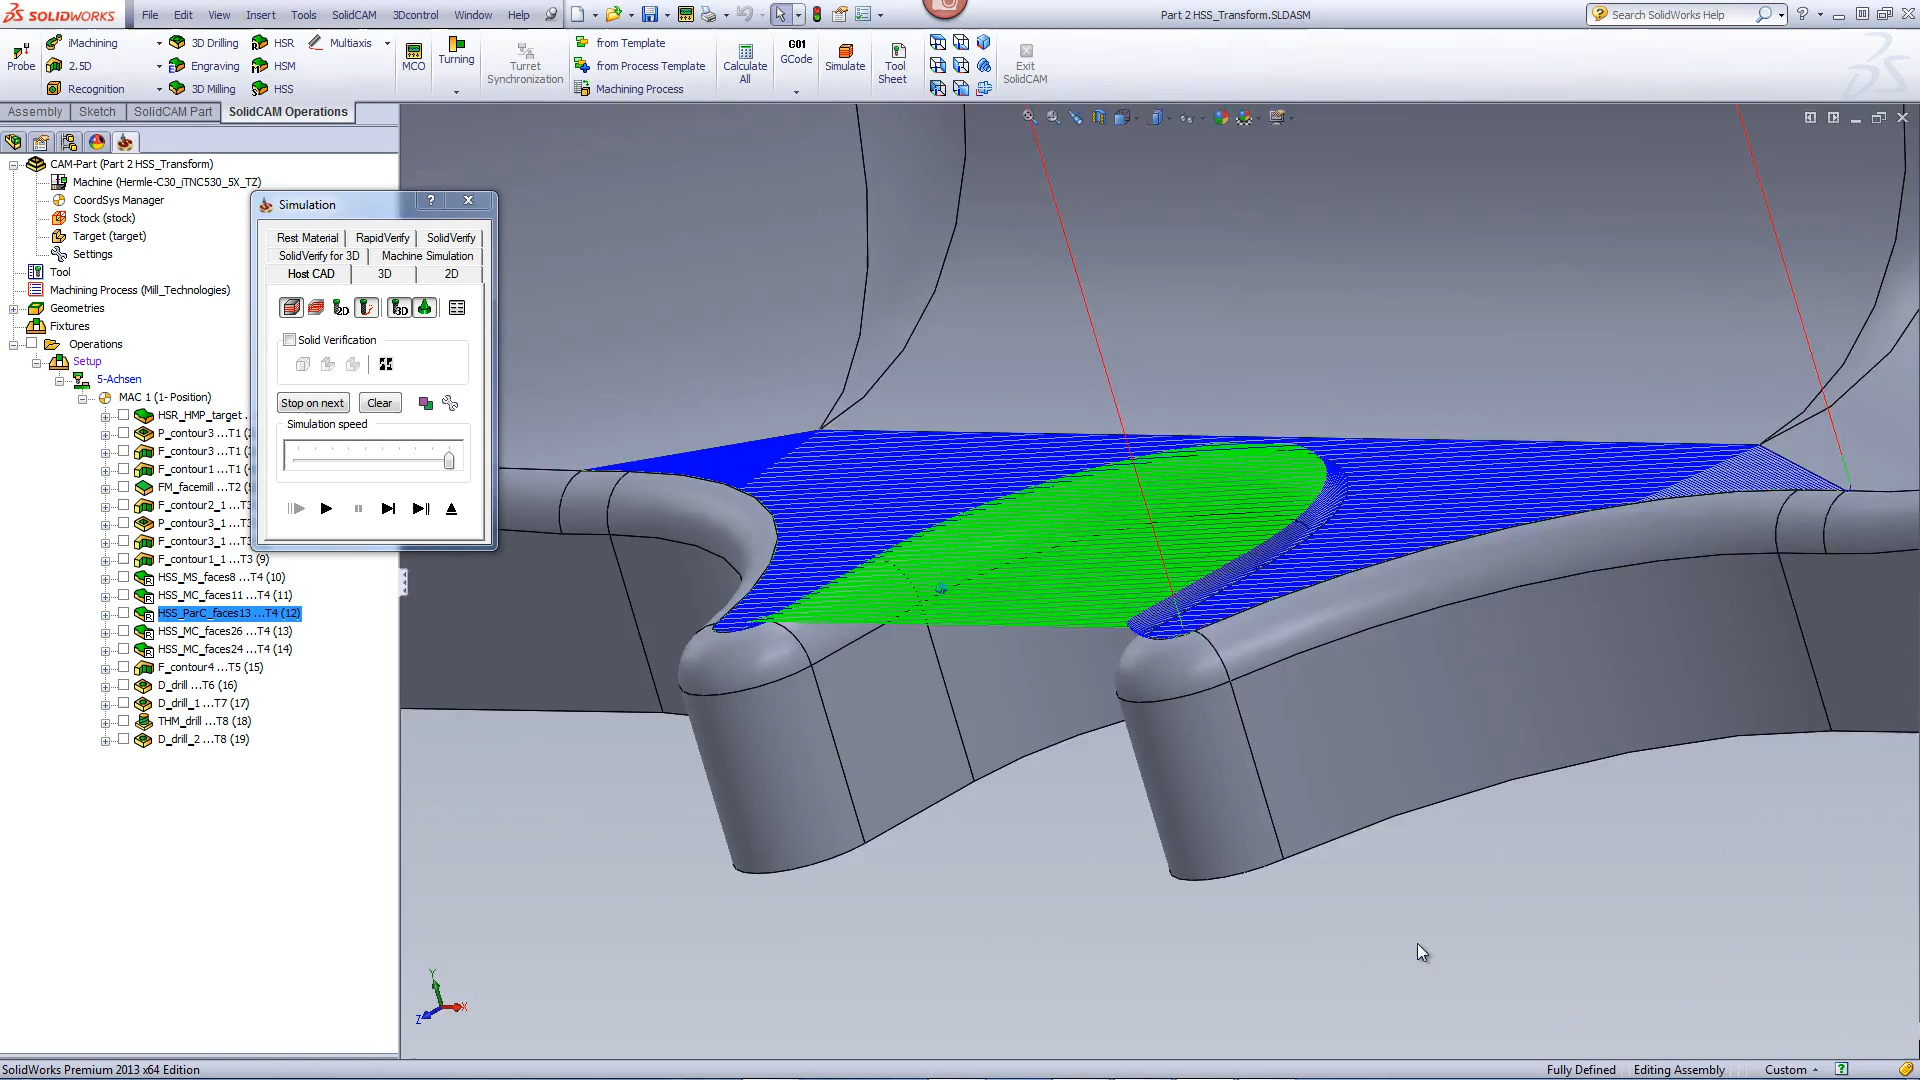 SOLIDWORKS File Edit View Insert Tools SolidCAM 3Dcontrol Window Help Part 2 HSS_Transform.SLDASM Search SolidWorks Help
Probe
iMachining
2.5D
Recognition
3D Drilling
Engraving
3D Milling
HSR
HSM
HSS
Multiaxis
MCO
Turning
Turret
Synchronization
from Template
from Process Template
Machining Process
Calculate
All
G01
GCode
Simulate
Tool
Sheet
Exit
SolidCAM
Assembly Sketch SolidCAM Part SolidCAM Operations
CAM-Part (Part 2 HSS_Transform)
Machine (Hermle-C30_iTNC530_5X_TZ)
CoordSys Manager
Stock (stock)
Target (target)
Settings
Tool
Machining Process (Mill_Technologies)
Geometries
Fixtures
Operations
Setup
5-Achsen
MAC 1 (1- Position)
HSR_HMP_target ..
P_contour3 ...T1 (2
F_contour3 ...T1 (3
F_contour1 ...T1 (4
FM_facemill ...T2 (5
F_contour2_1 ...T3
P_contour3_1 ...T3
F_contour3_1 ...T3
F_contour1_1 ...T3 (9)
HSS_MS_faces8 ...T4 (10)
HSS_MC_faces11 ...T4 (11)
HSS_ParC_faces13 ...T4 (12)
HSS_MC_faces26 ...T4 (13)
HSS_MC_faces24 ...T4 (14)
F_contour4 ...T5 (15)
D_drill ...T6 (16)
D_drill_1 ...T7 (17)
THM_drill ...T8 (18)
D_drill_2 ...T8 (19)
Simulation
Rest Material RapidVerify SolidVerify
SolidVerify for 3D Machine Simulation
Host CAD 3D 2D
2D 3D
Solid Verification
Stop on next Clear
Simulation speed
Y
X
Z
SolidWorks Premium 2013 x64 Edition Fully Defined Editing Assembly Custom